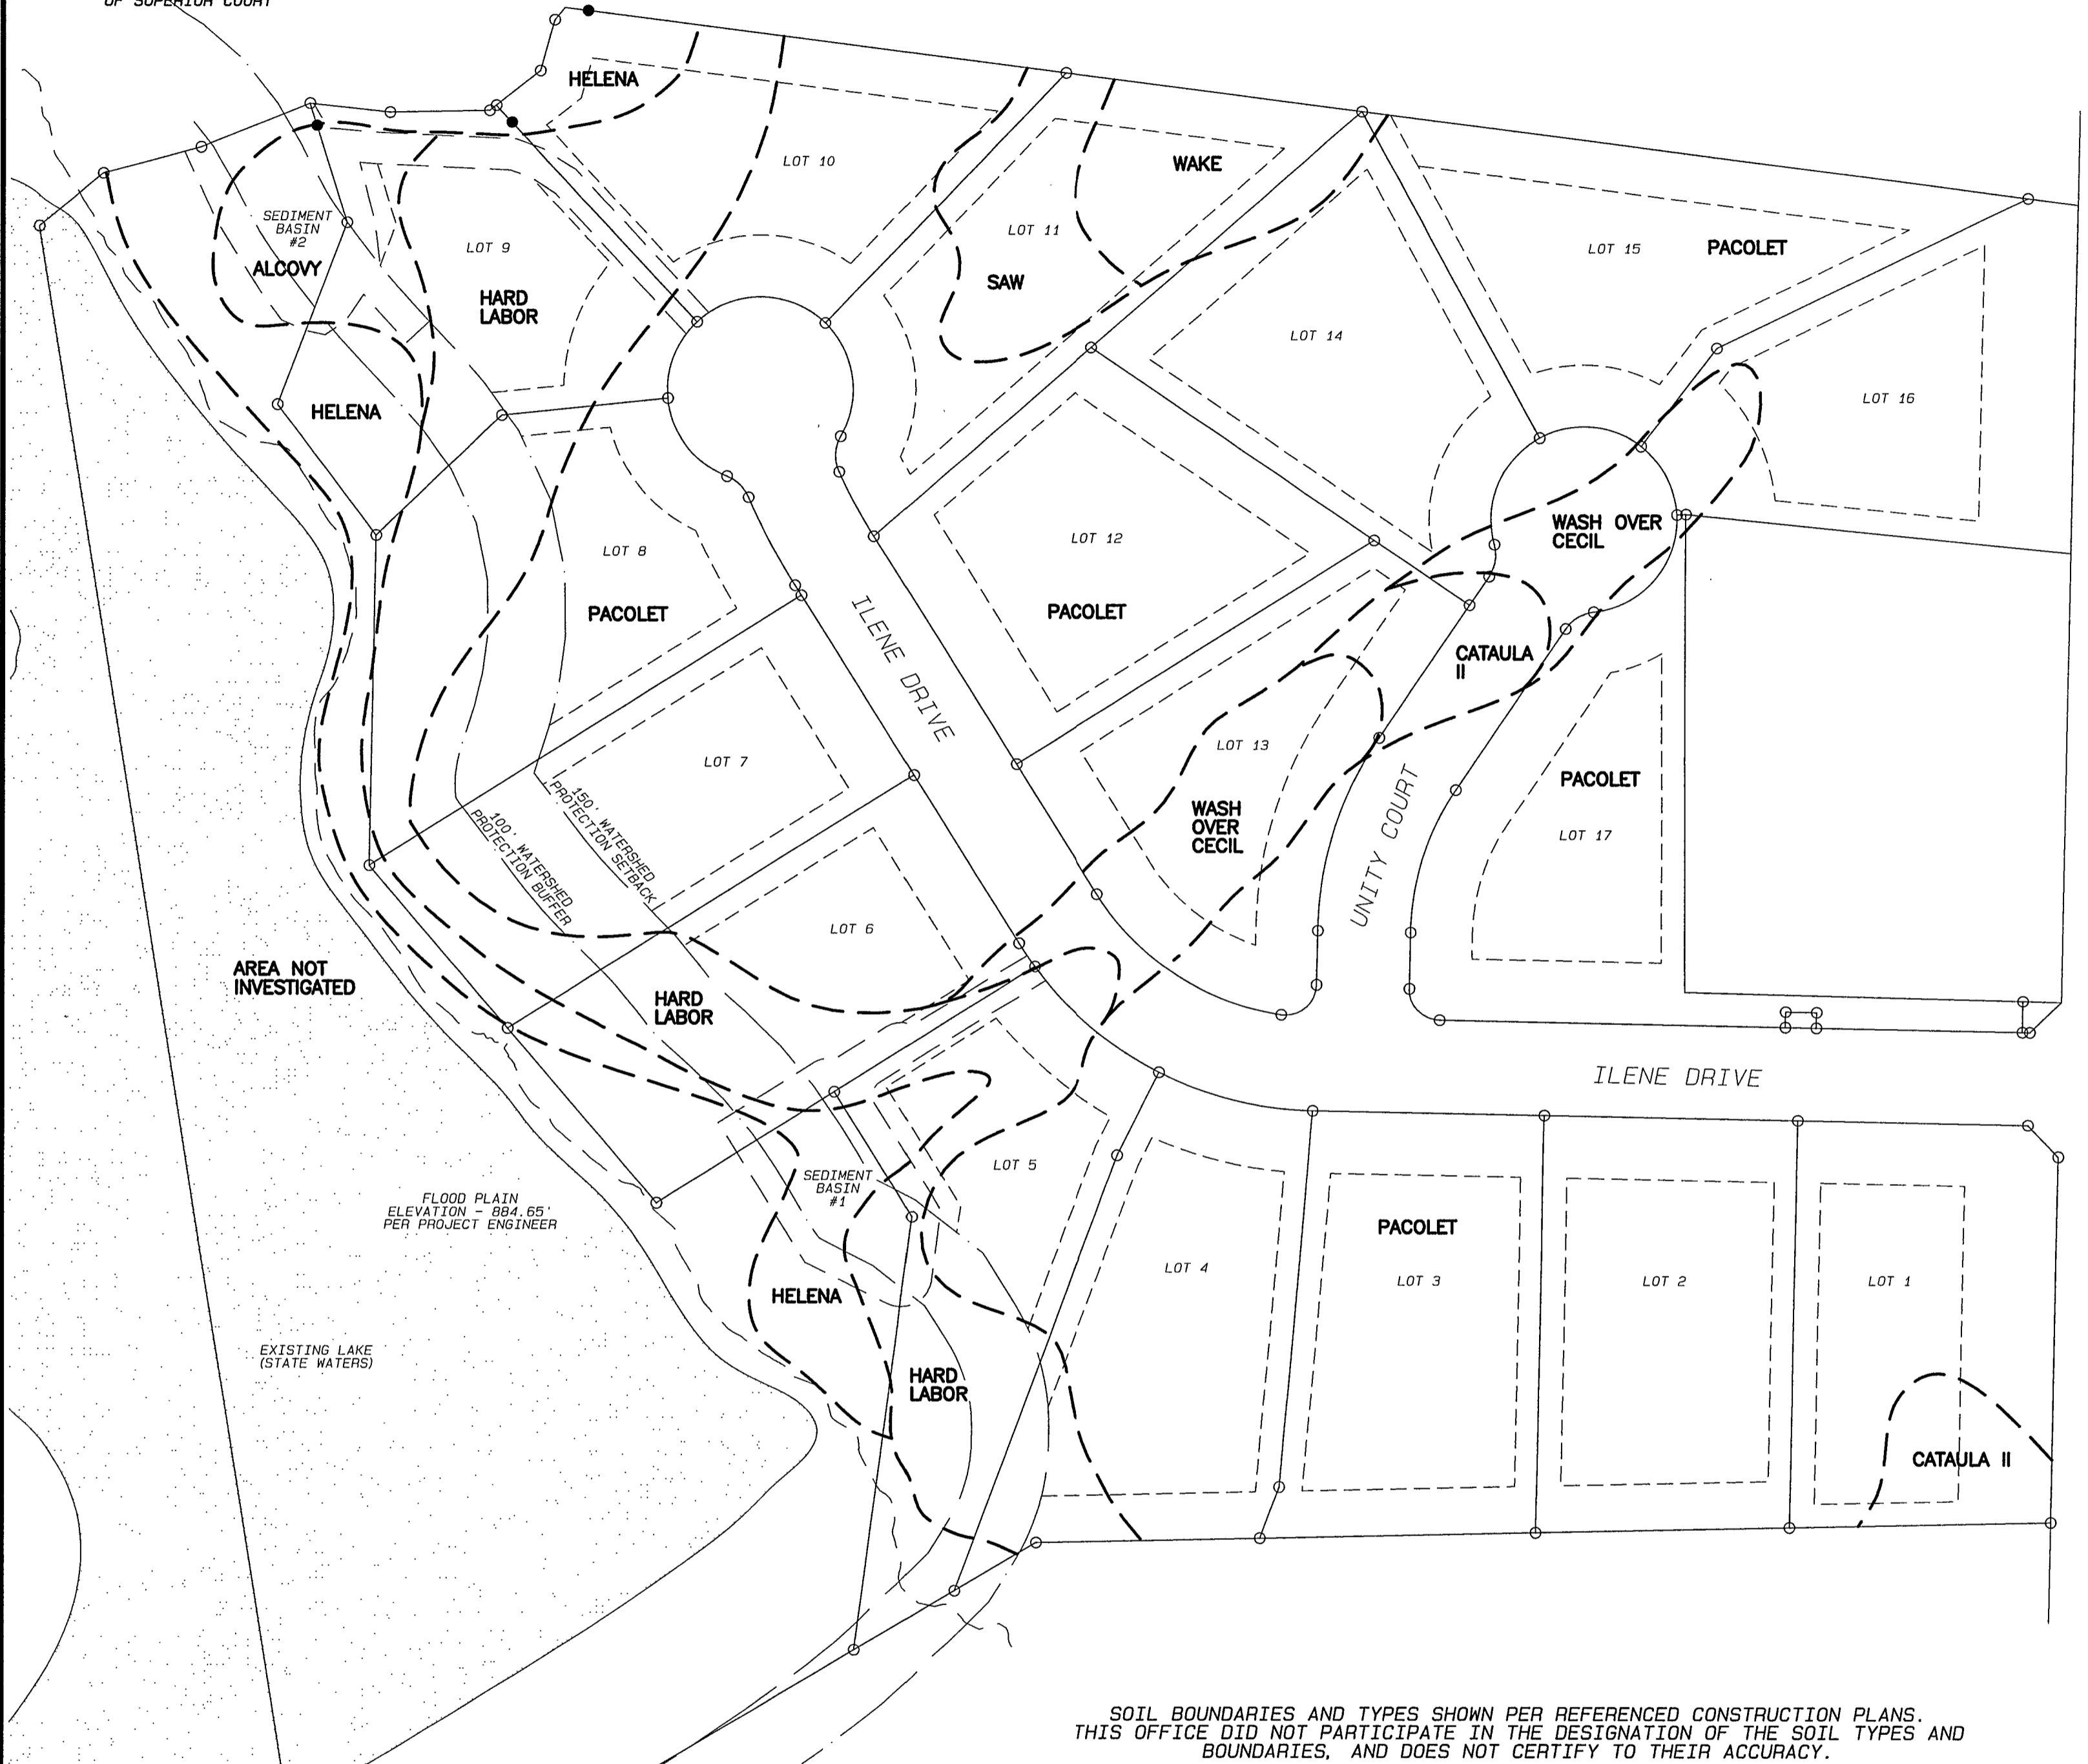 OF SUPERIOR COURT
HELENA
LOT 10
WAKE
SEDIMENT
BASIN
#2
ALCOVY
LOT 9
HARD
LABOR
LOT 11
SAW
LOT 15
PACOLET
LOT 14
LOT 16
HELENA
LOT 8
PACOLET
LOT 12
PACOLET
WASH OVER
CECIL
CATAULA
II
ILENE DRIVE
LOT 7
LOT 13
WASH
OVER
CECIL
UNITY COURT
PACOLET
LOT 17
150' WATERSHED
PROTECTION SETBACK
100' WATERSHED
PROTECTION BUFFER
LOT 6
AREA NOT
INVESTIGATED
HARD
LABOR
ILENE DRIVE
SEDIMENT
BASIN
#1
LOT 5
FLOOD PLAIN
ELEVATION - 884.65'
PER PROJECT ENGINEER
HELENA
LOT 4
PACOLET
LOT 3
LOT 2
LOT 1
EXISTING LAKE
(STATE WATERS)
HARD
LABOR
CATAULA II
SOIL BOUNDARIES AND TYPES SHOWN PER REFERENCED CONSTRUCTION PLANS.
THIS OFFICE DID NOT PARTICIPATE IN THE DESIGNATION OF THE SOIL TYPES AND
BOUNDARIES, AND DOES NOT CERTIFY TO THEIR ACCURACY.